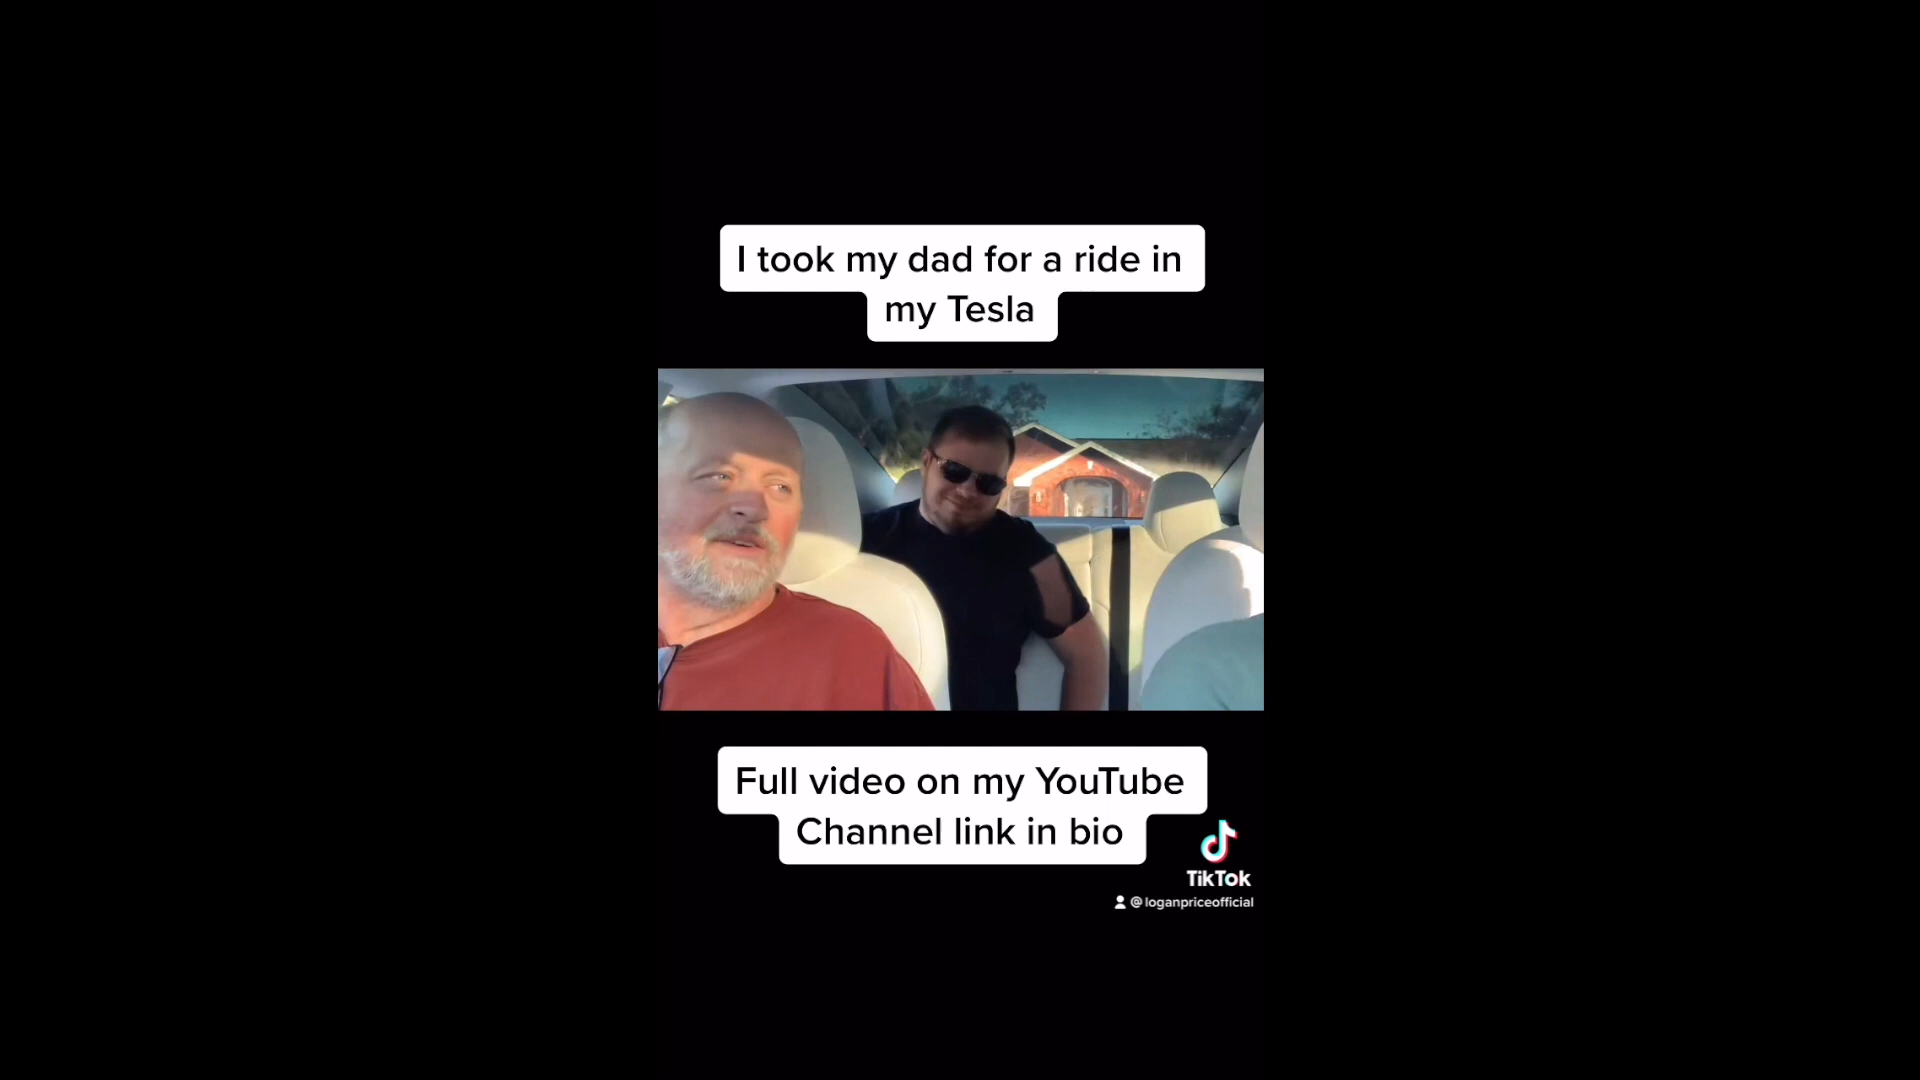 I took my dad for a ride in
my Tesla
Full video on my YouTube
Channel link in bio
TikTok
@loganpriceofficial